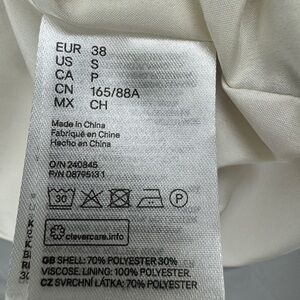 EUR 38
US S
CA P
CN 165/88A
MX CH
Made in China
Fabriqué en Chine
Hecho en China
O/N 240845
P/N 0879513 1
30 P
clevercare.info
GB SHELL: 70% POLYESTER 30%
VISCOSE. LINING: 100% POLYESTER.
CZ SVRCHNÍ LÁTKA: 70% POLYESTER